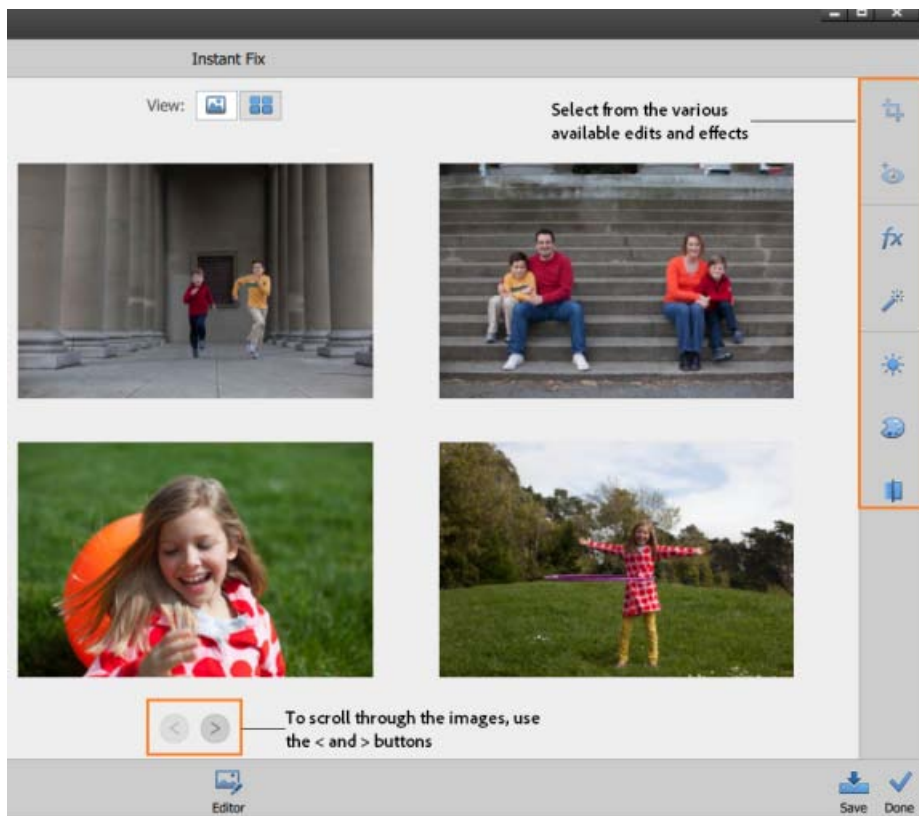 Instant Fix
View:
Select from the various
available edits and effects
fx
To scroll through the images, use
the < and > buttons
< >
Editor
Save Done